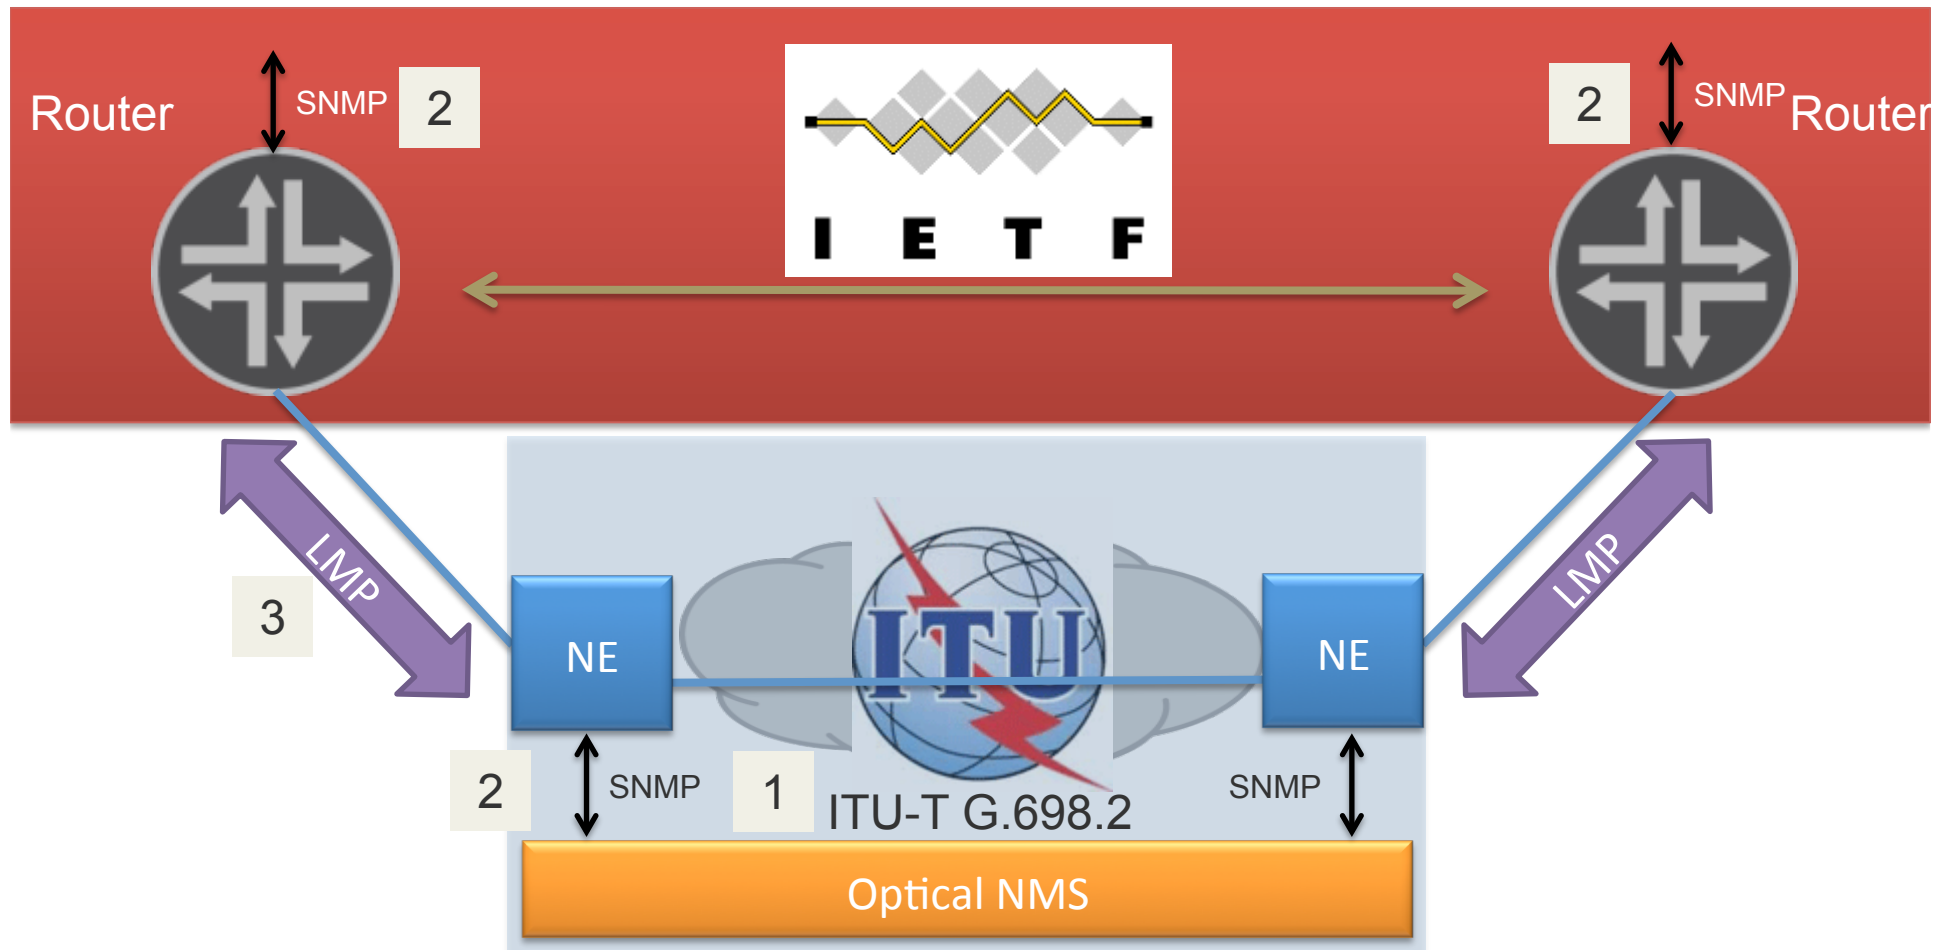 Router
SNMP
2
2
SNMP
Router
IETF
LMP
LMP
3
NE
ITU
NE
2
SNMP
1
ITU-T G.698.2
SNMP
Optical NMS